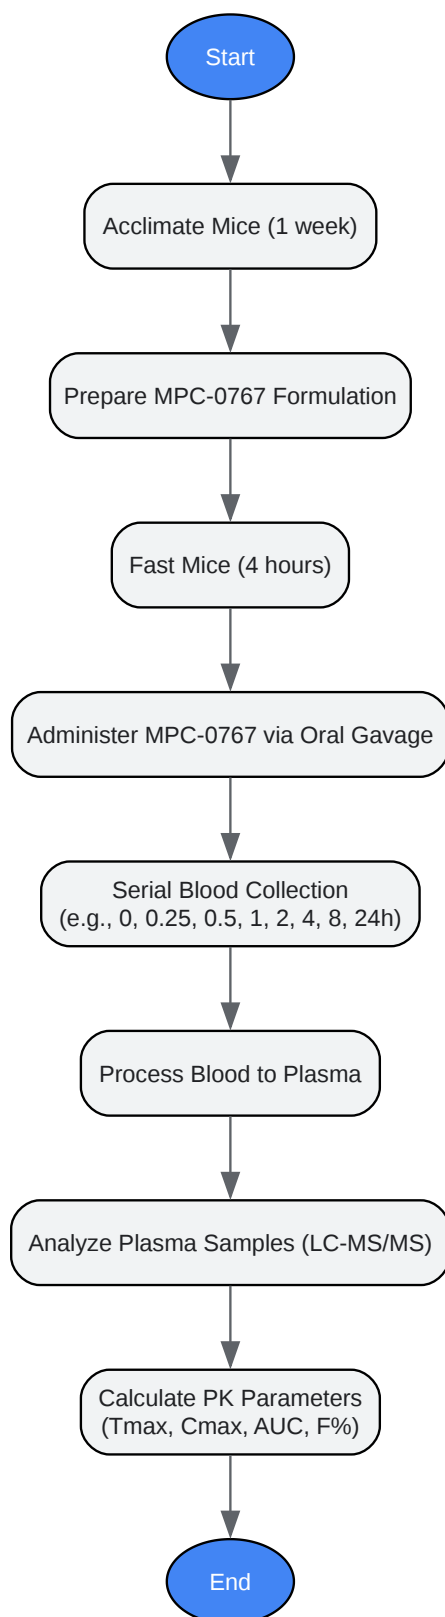 Start
Acclimate Mice (1 week)
Prepare MPC-0767 Formulation
Fast Mice (4 hours)
Administer MPC-0767 via Oral Gavage
Serial Blood Collection
(e.g., 0, 0.25, 0.5, 1, 2, 4, 8, 24h)
Process Blood to Plasma
Analyze Plasma Samples (LC-MS/MS)
Calculate PK Parameters
(Tmax, Cmax, AUC, F%)
End